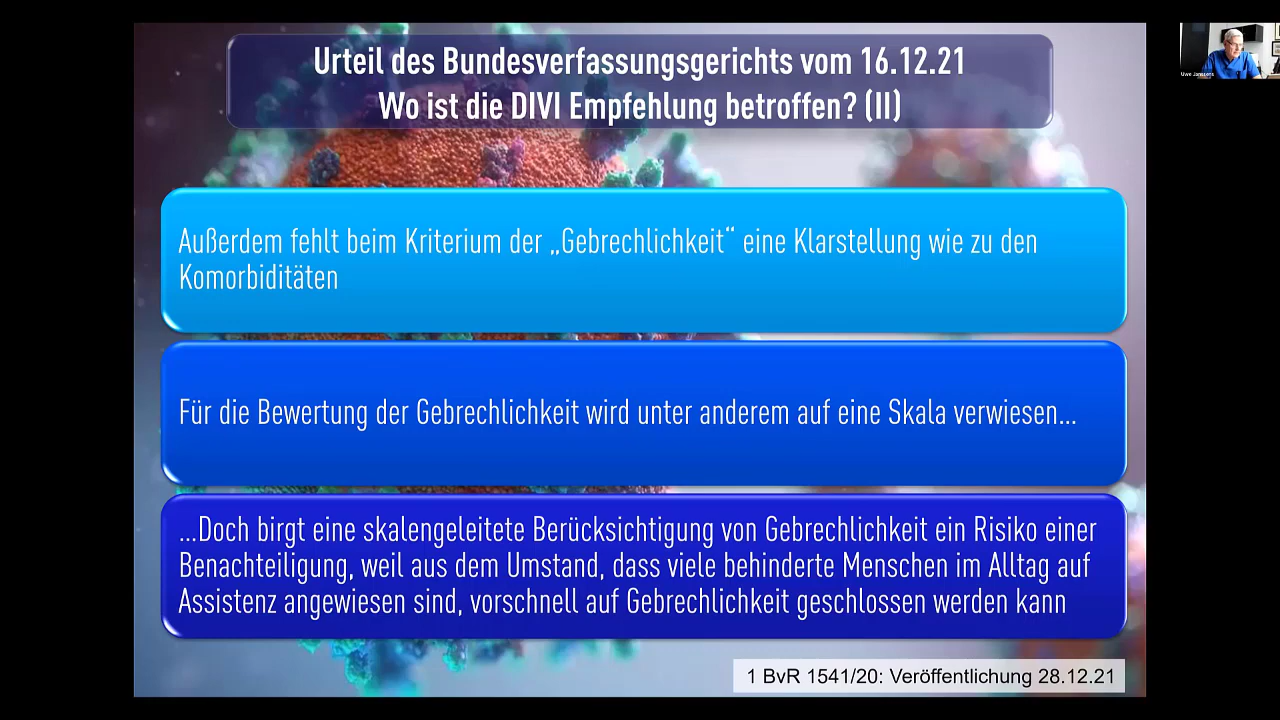 Urteil des Bundesverfassungsgerichts vom 16.12.21
Wo ist die DIVI Empfehlung betroffen? (II)
Uwe Janssens
Außerdem fehlt beim Kriterium der „Gebrechlichkeit“ eine Klarstellung wie zu den
Komorbiditäten
Für die Bewertung der Gebrechlichkeit wird unter anderem auf eine Skala verwiesen...
...Doch birgt eine skalengeleitete Berücksichtigung von Gebrechlichkeit ein Risiko einer
Benachteiligung, weil aus dem Umstand, dass viele behinderte Menschen im Alltag auf
Assistenz angewiesen sind, vorschnell auf Gebrechlichkeit geschlossen werden kann
1 BvR 1541/20: Veröffentlichung 28.12.21